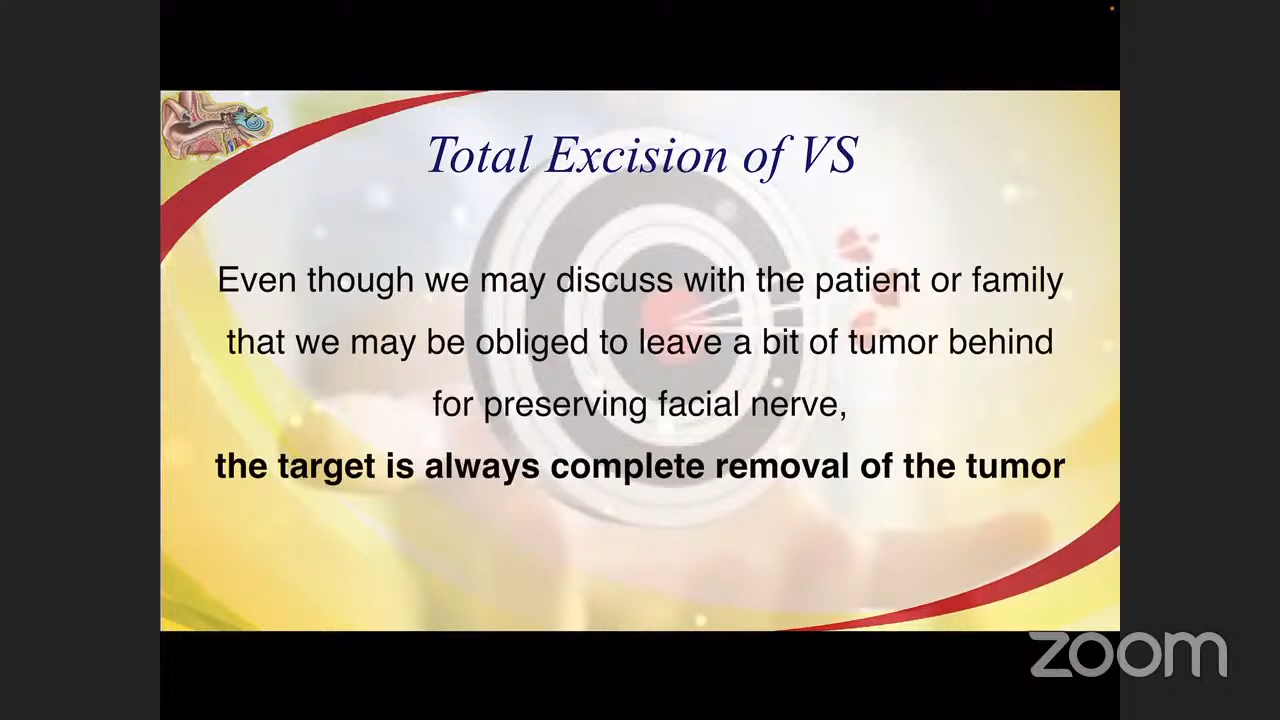 Total Excision of VS
Even though we may discuss with the patient or family
that we may be obliged to leave a bit of tumor behind
for preserving facial nerve,
the target is always complete removal of the tumor
zoom